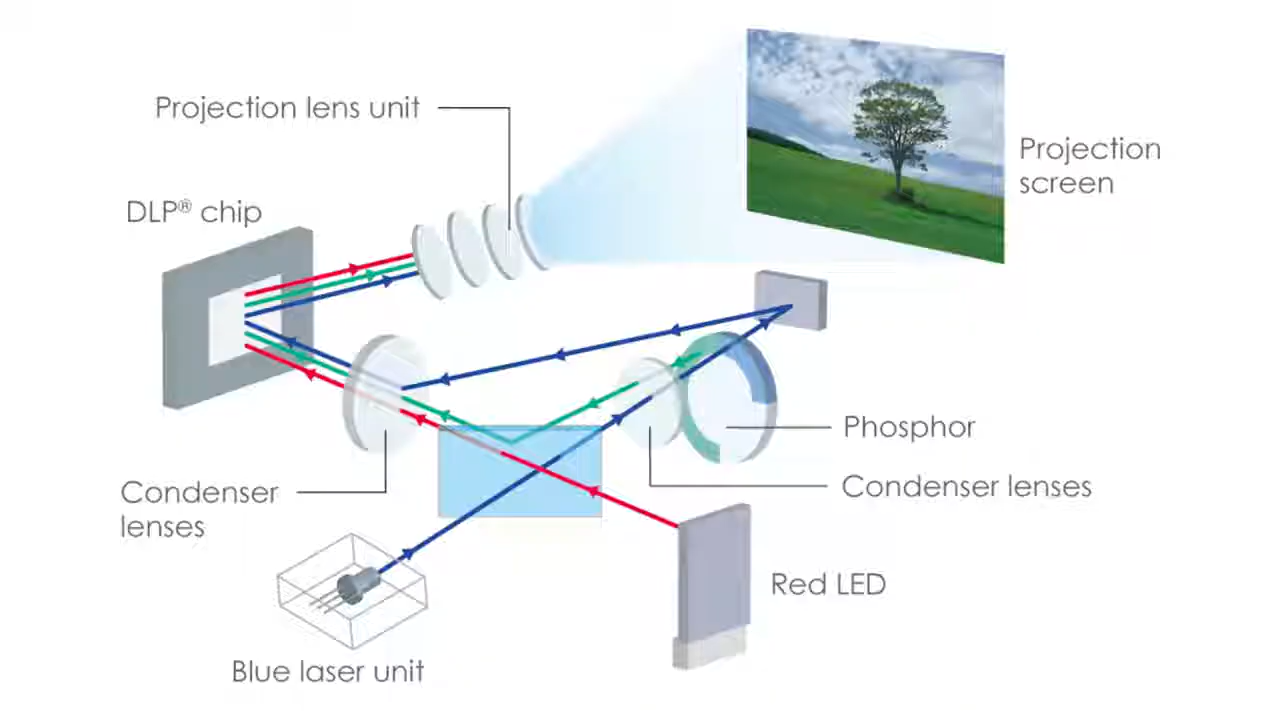 Projection lens unit
Projection
screen
DLP® chip
Phosphor
Condenser lenses
Condenser
lenses
Red LED
Blue laser unit